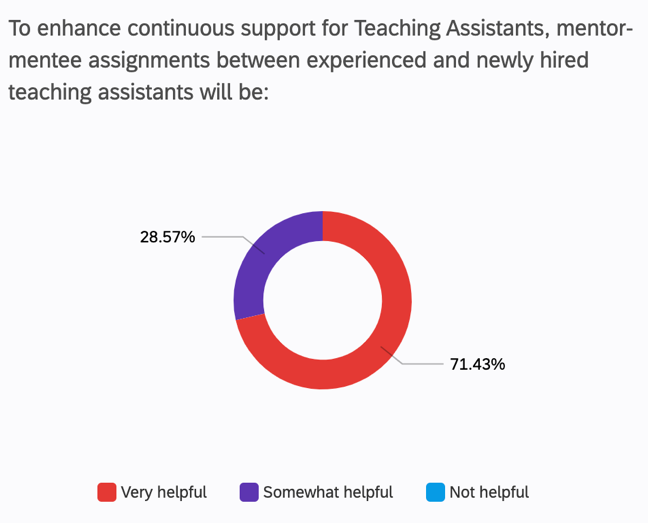 To enhance continuous support for Teaching Assistants, mentor-
mentee assignments between experienced and newly hired
teaching assistants will be:
28.57%
71.43%
Very helpful
Somewhat helpful
Not helpful